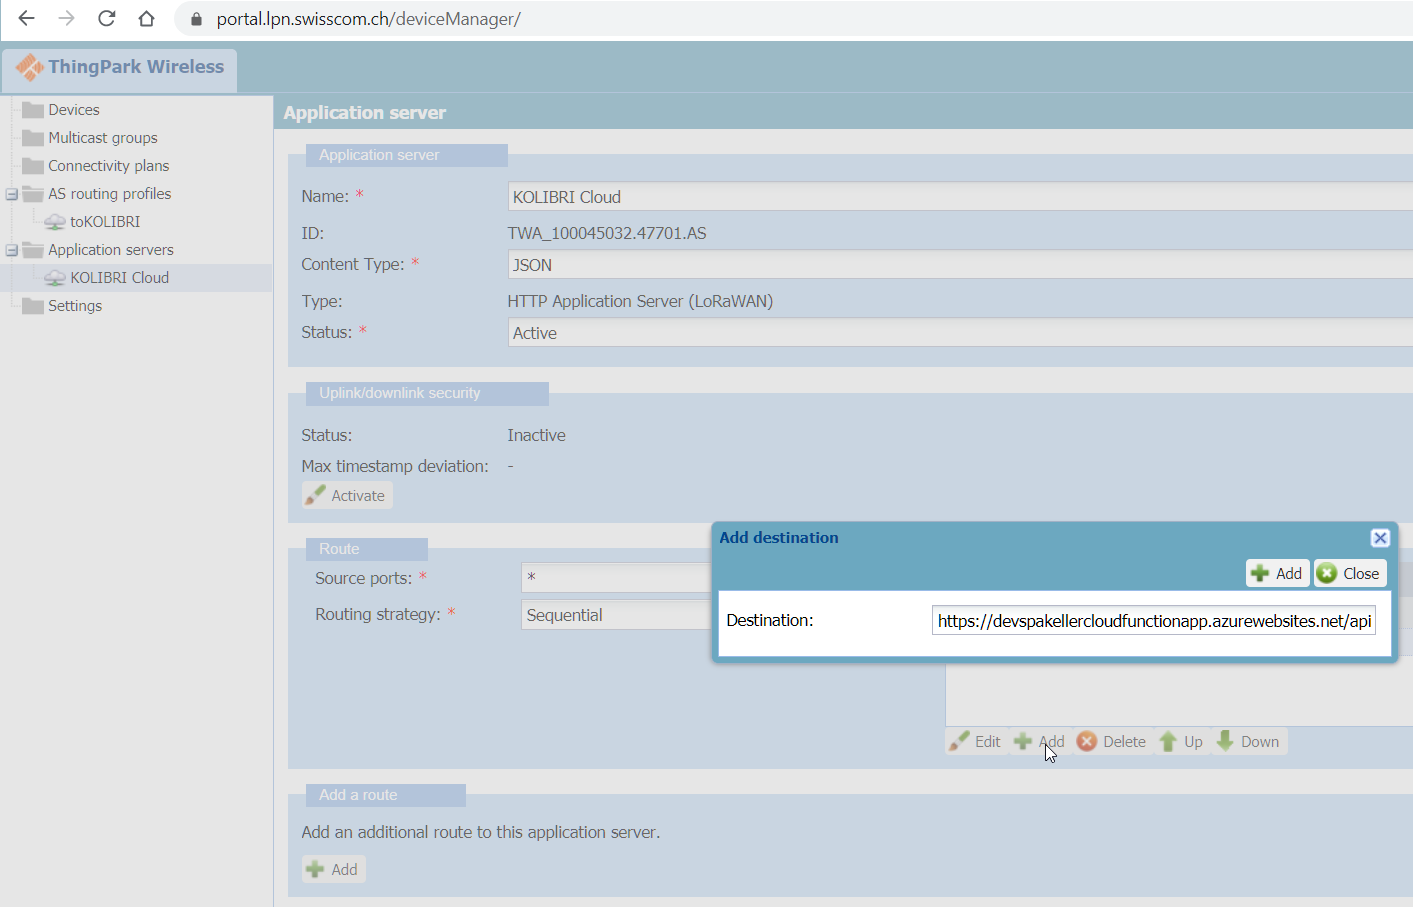 portal.lpn.swisscom.ch/deviceManager/
ThingPark Wireless
Devices
Multicast groups
Connectivity plans
AS routing profiles
toKOLIBRI
Application servers
KOLIBRI Cloud
Settings
Application server
Application server
Name: * KOLIBRI Cloud
ID: TWA_100045032.47701.AS
Content Type: * JSON
Type: HTTP Application Server (LoRaWAN)
Status: * Active
Uplink/downlink security
Status: Inactive
Max timestamp deviation: -
Activate
Route
Source ports: * *
Routing strategy: * Sequential
Add destination
Add Close
Destination: https://devspakellercloudfunctionapp.azurewebsites.net/api
Edit Add Delete Up Down
Add a route
Add an additional route to this application server.
Add